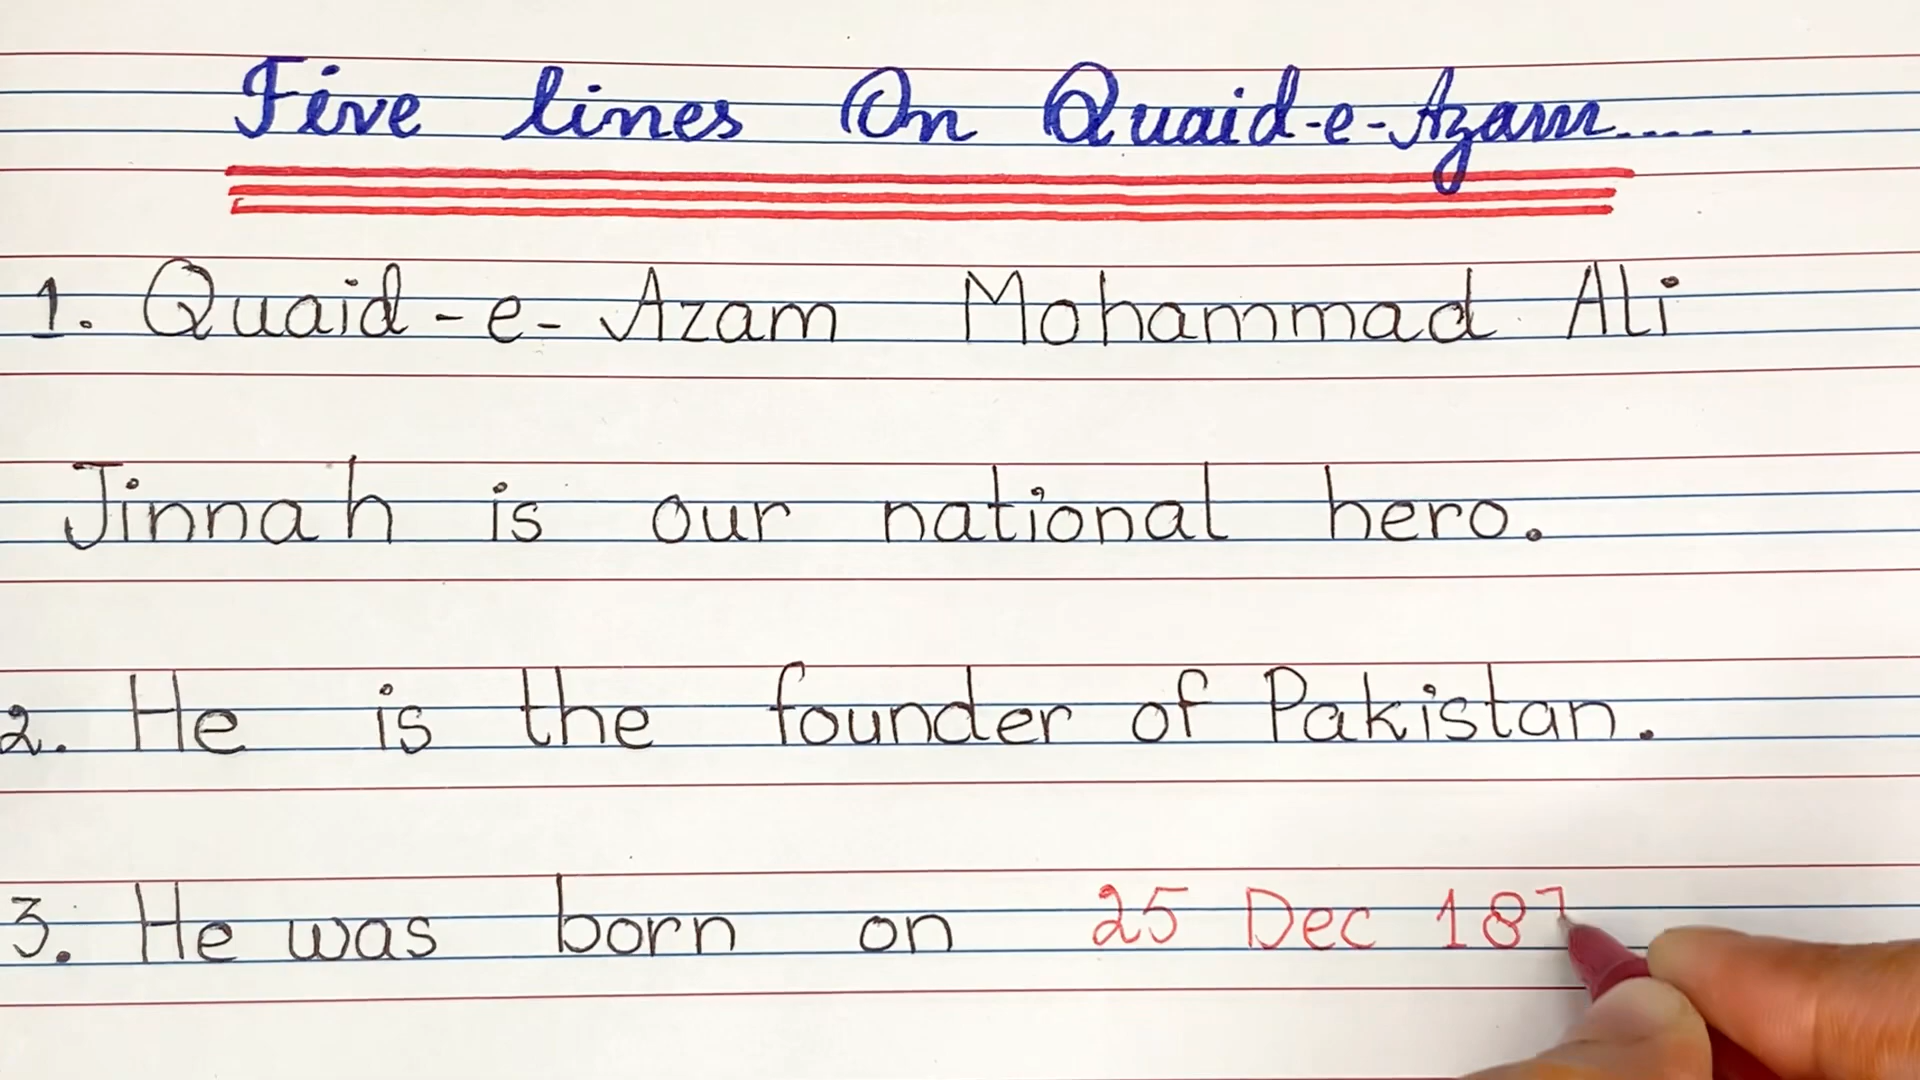 Five lines On Quaid-e-Azam.....
1. Quaid-e-Azam Mohammad Ali
Jinnah is our national hero.
2. He is the founder of Pakistan.
3. He was born on 25 Dec 187